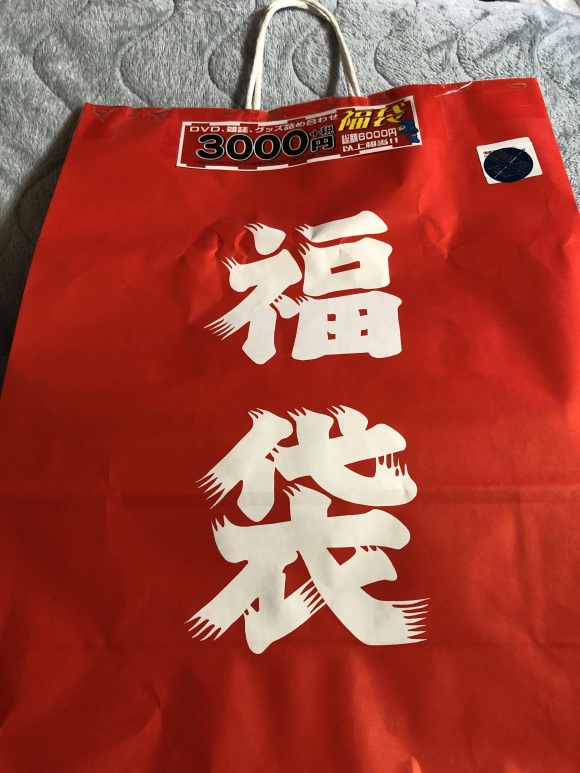 DVD、雑誌、グッズ詰め合わせ
3000円+税
福袋
総額6000円
以上相当!!
福
袋